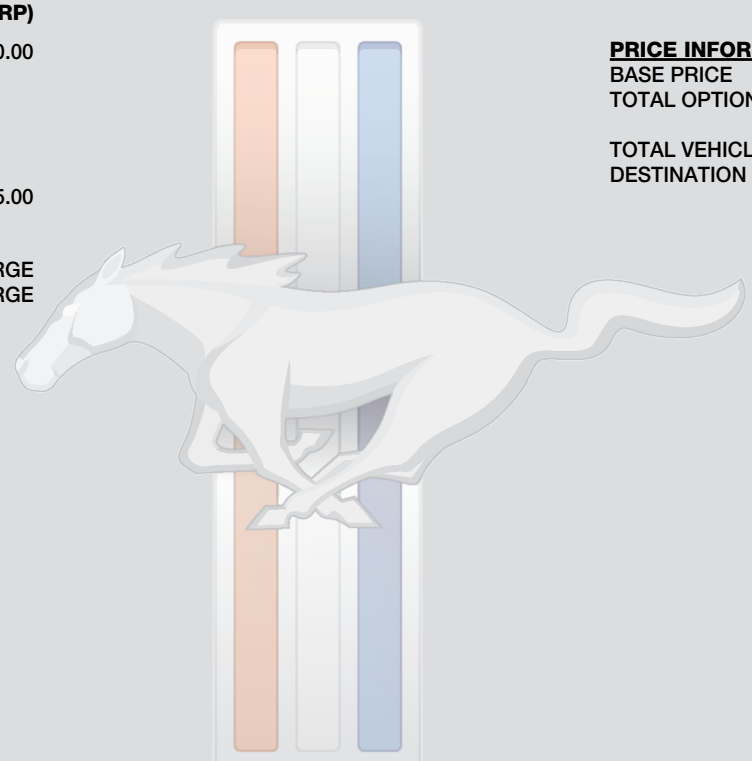 RP)
0.00
5.00
RGE
RGE
PRICE INFOR
BASE PRICE
TOTAL OPTION
TOTAL VEHICL
DESTINATION